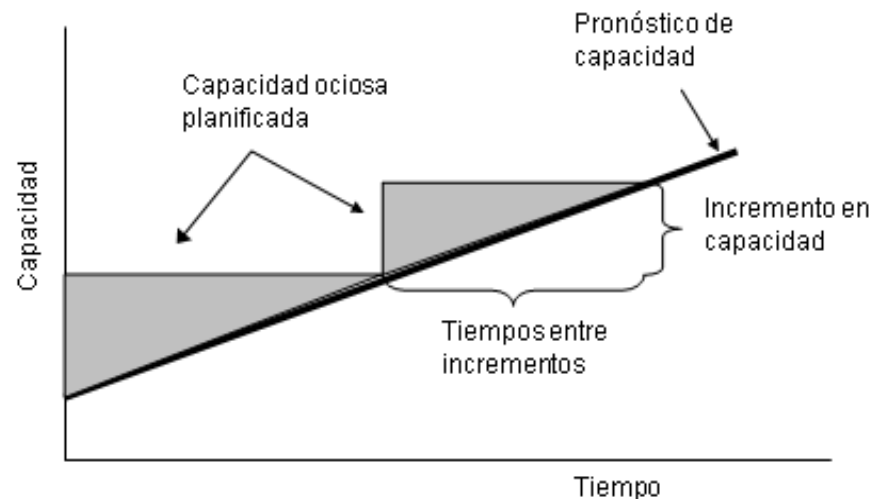 Pronóstico de
capacidad
Capacidad ociosa
planificada
Capacidad
Incremento en
capacidad
Tiempos entre
incrementos
Tiempo